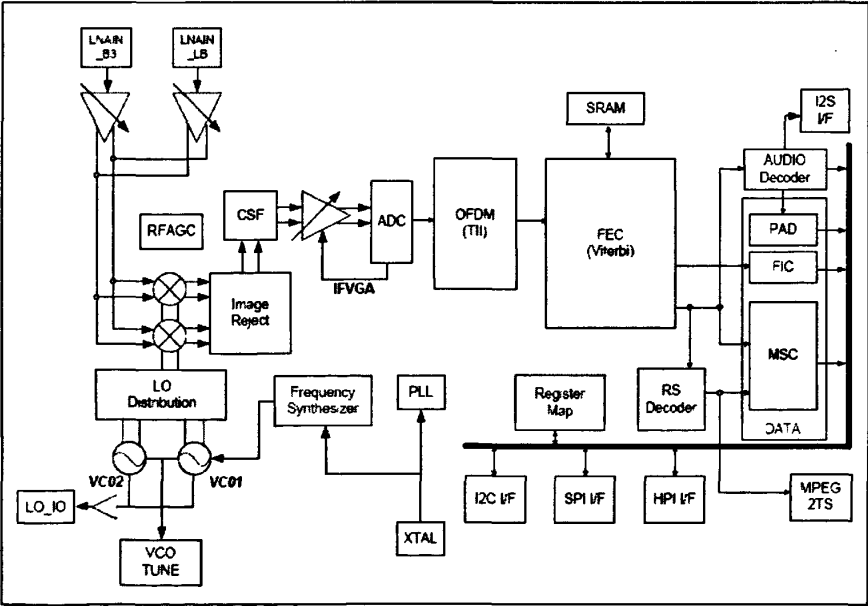 LNAIN
_B3
LNAIN
_LB
SRAM
I2S
I/F
AUDIO
Decoder
CSF
ADC
OFDM
(TII)
FEC
(Viterbi)
RFAGC
PAD
FIC
IFVGA
Image
Reject
MSC
LO
Distribution
Frequency
Synthesizer
PLL
Register
Map
RS
Decoder
DATA
VC02
VC01
I2C I/F
SPI I/F
HPI I/F
MPEG
2TS
LO_IO
XTAL
VCO
TUNE